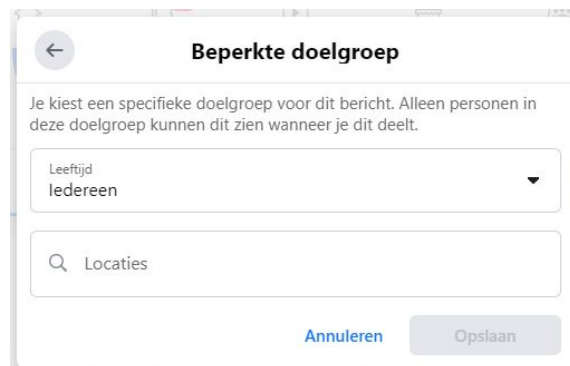 Beperkte doelgroep
Je kiest een specifieke doelgroep voor dit bericht. Alleen personen in
deze doelgroep kunnen dit zien wanneer je dit deelt.
Leeftijd
Iedereen
Locaties
Annuleren
Opslaan